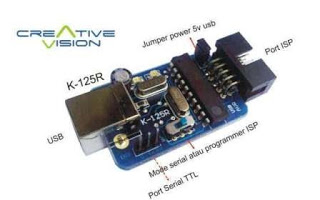 CREATIVE
VISION
Jumper power 5v usb
Port ISP
K-125R
K-125R
USB
Mode serial atau programmer ISP
Port Serial TTL